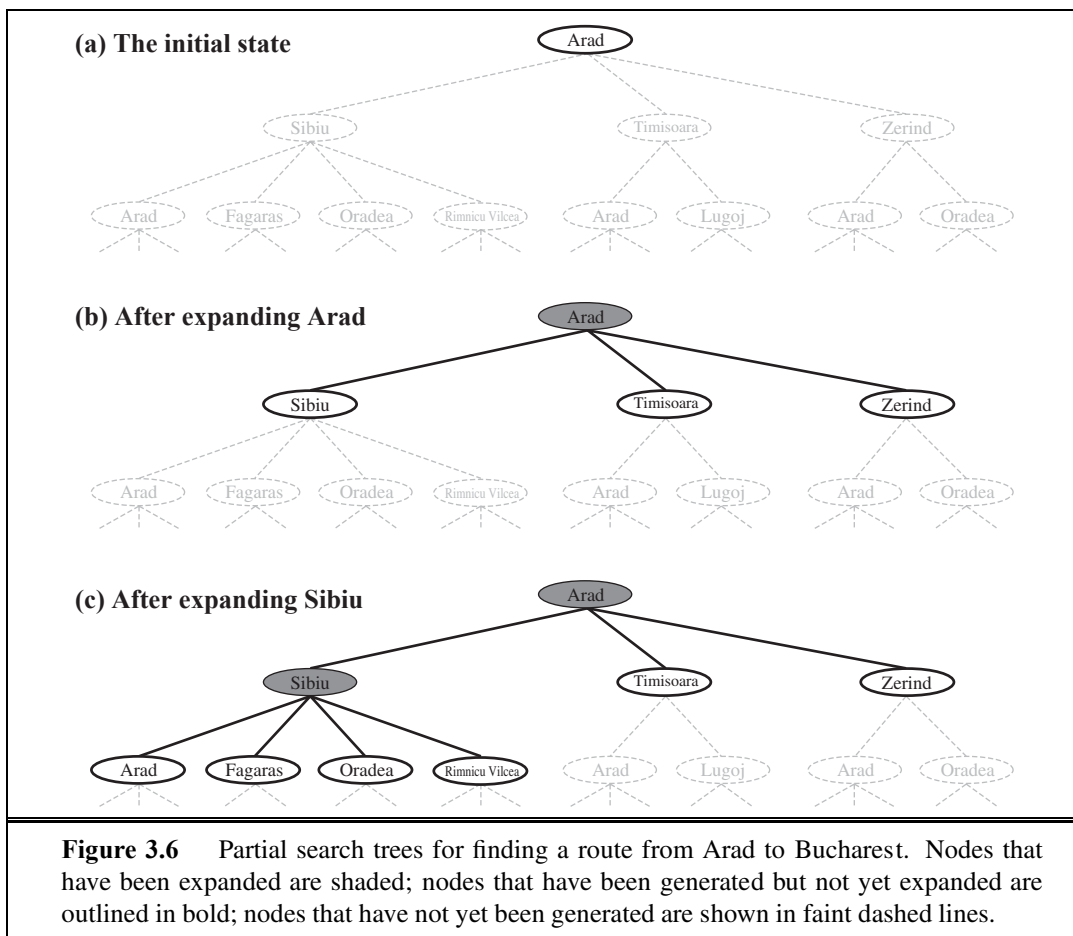 (a) The initial state
Arad
Sibiu Timisoara Zerind
Arad Fagaras Oradea Rimnicu Vilcea Arad Lugoj Arad Oradea
(b) After expanding Arad
Arad
Sibiu Timisoara Zerind
Arad Fagaras Oradea Rimnicu Vilcea Arad Lugoj Arad Oradea
(c) After expanding Sibiu
Arad
Sibiu Timisoara Zerind
Arad Fagaras Oradea Rimnicu Vilcea Arad Lugoj Arad Oradea
Figure 3.6 Partial search trees for finding a route from Arad to Bucharest. Nodes that
have been expanded are shaded; nodes that have been generated but not yet expanded are
outlined in bold; nodes that have not yet been generated are shown in faint dashed lines.